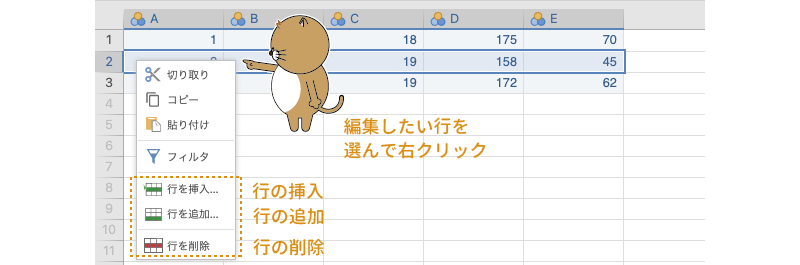 A B C D E
1 1 18 175 70
2 19 158 45
3 19 172 62
切り取り
4
コピー
5
貼り付け
編集したい行を
選んで右クリック
6
フィルタ
7
8
行を挿入... 行の挿入
9
行を追加... 行の追加
10
行を削除 行の削除
11